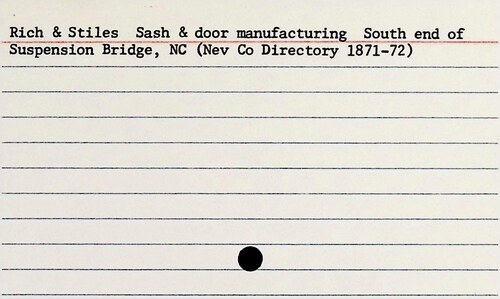 Rich & Stiles  Sash & door manufacturing  South end of
Suspension Bridge, NC (Nev Co Directory 1871-72)